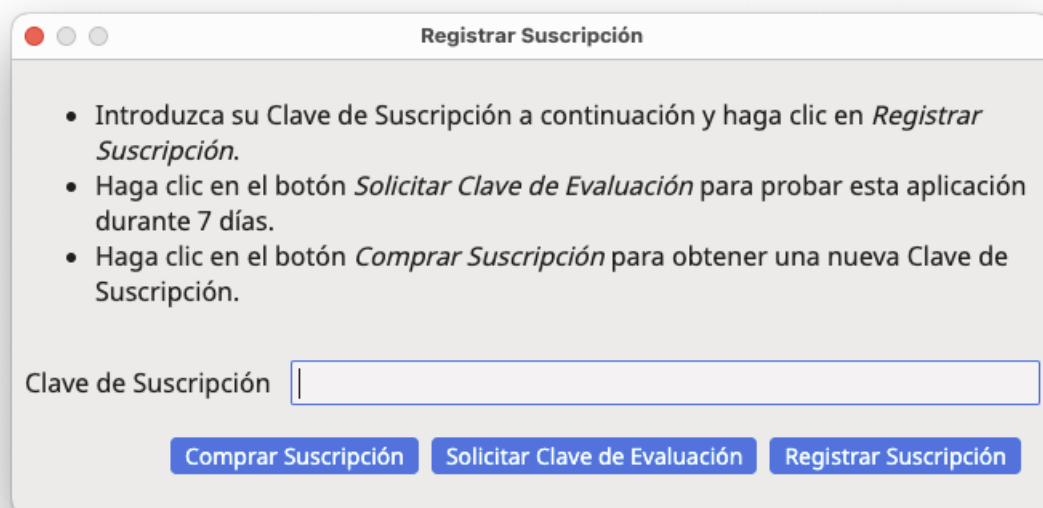 Registrar Suscripción
• Introduzca su Clave de Suscripción a continuación y haga clic en Registrar
Suscripción.
• Haga clic en el botón Solicitar Clave de Evaluación para probar esta aplicación
durante 7 días.
• Haga clic en el botón Comprar Suscripción para obtener una nueva Clave de
Suscripción.
Clave de Suscripción
Comprar Suscripción Solicitar Clave de Evaluación Registrar Suscripción